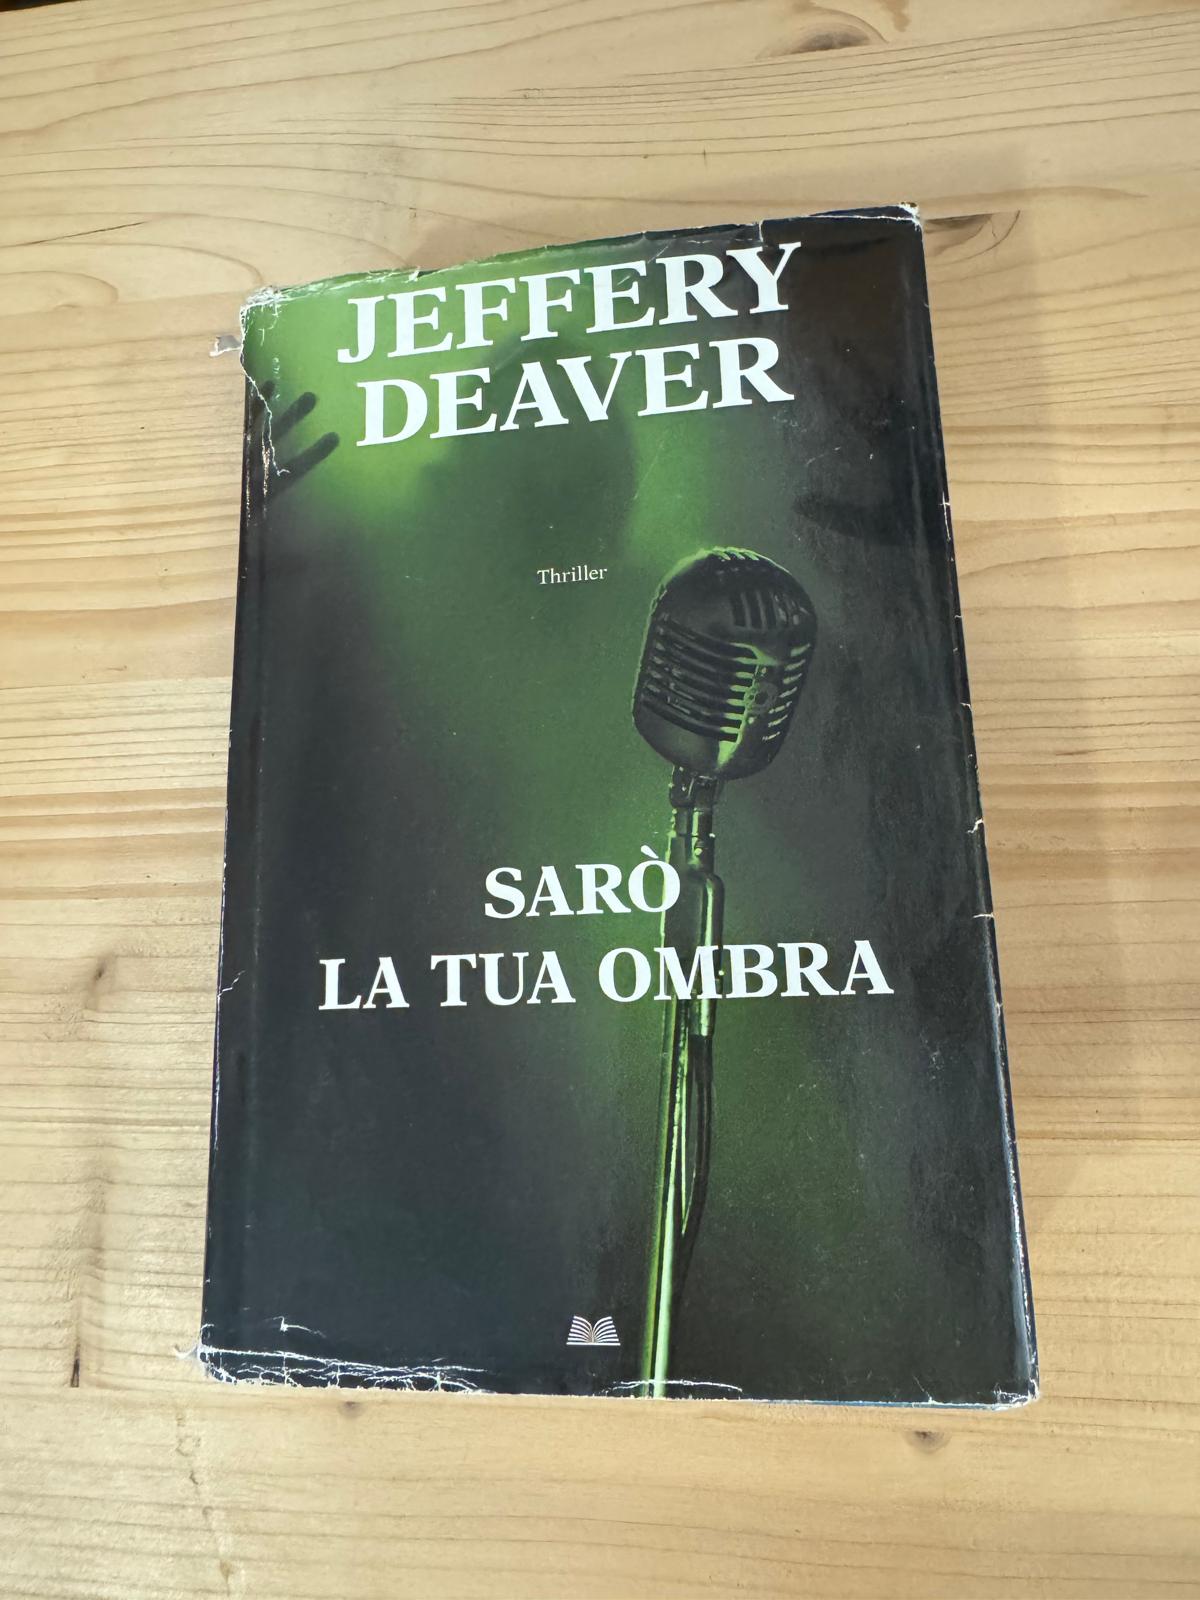 JEFFERY
DEAVER
Thriller
SARÒ
LA TUA OMBRA